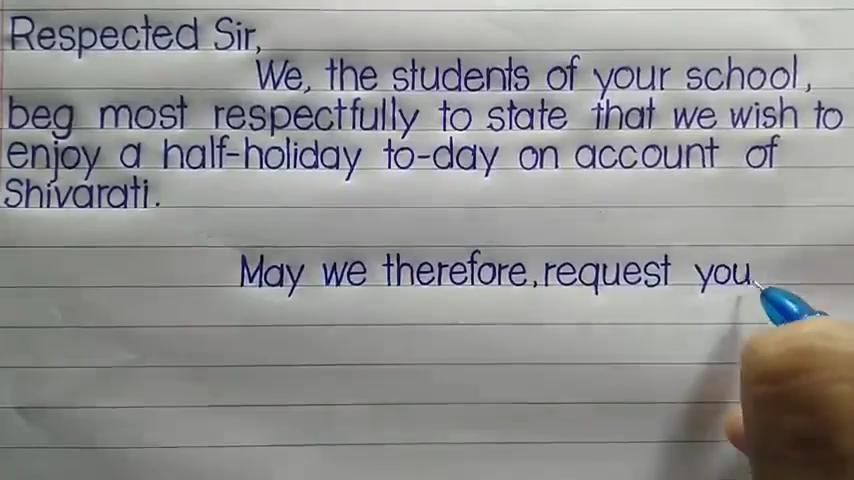 Respected Sir,
We, the students of your school,
beg most respectfully to state that we wish to
enjoy a half-holiday to-day on account of
Shivarati.
May we therefore, request you